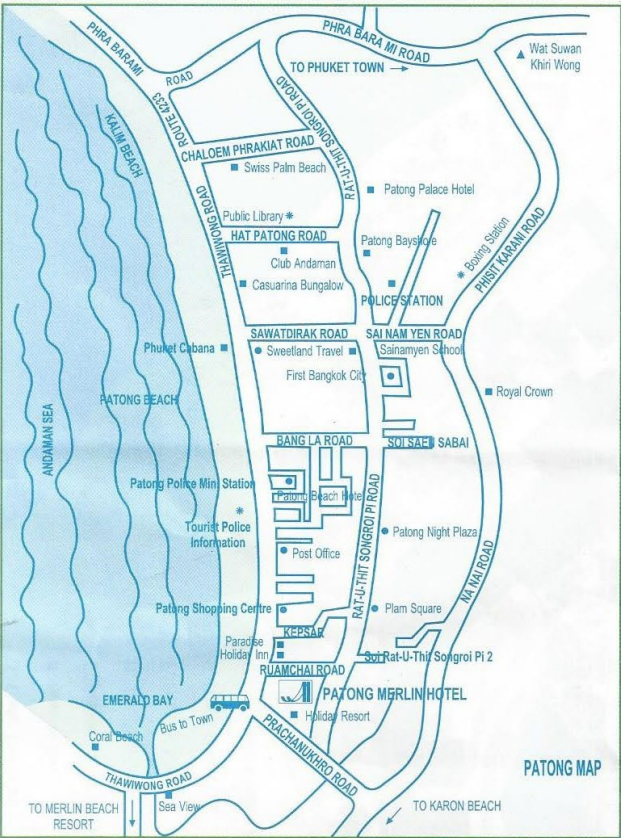 PHRA BARAMI
ROAD
PHRA BARA MI ROAD
TO PHUKET TOWN
Wat Suwan
Khiri Wong
ROUTE 4233
RAT-U-THIT SONGROI PI ROAD
KALIM BEACH
CHALOEM PHRAKIAT ROAD
Swiss Palm Beach
Patong Palace Hotel
THAWIWONG ROAD
Public Library
HAT PATONG ROAD
Patong Bayshore
Boxing Station
PHISIT KARANI ROAD
Club Andaman
Casuarina Bungalow
POLICE STATION
SAWATDIRAK ROAD
SAI NAM YEN ROAD
Phuket Cabana
Sweetland Travel
Sainamyen School
First Bangkok City
Royal Crown
PATONG BEACH
ANDAMAN SEA
BANG LA ROAD
SOI SAEN SABAI
Patong Police Mini Station
Patong Beach Hotel
Tourist Police
Information
RAT-U-THIT SONGROI PI ROAD
Patong Night Plaza
Post Office
NA NAI ROAD
Patong Shopping Centre
Plam Square
KEPSAR
Paradise
Holiday Inn
Soi Rat-U-Thit Songroi Pi 2
RUAMCHAI ROAD
EMERALD BAY
PATONG MERLIN HOTEL
Bus to Town
Holiday Resort
Coral Beach
PRACHANUKHRO ROAD
PATONG MAP
THAWIWONG ROAD
TO MERLIN BEACH
RESORT
Sea View
TO KARON BEACH